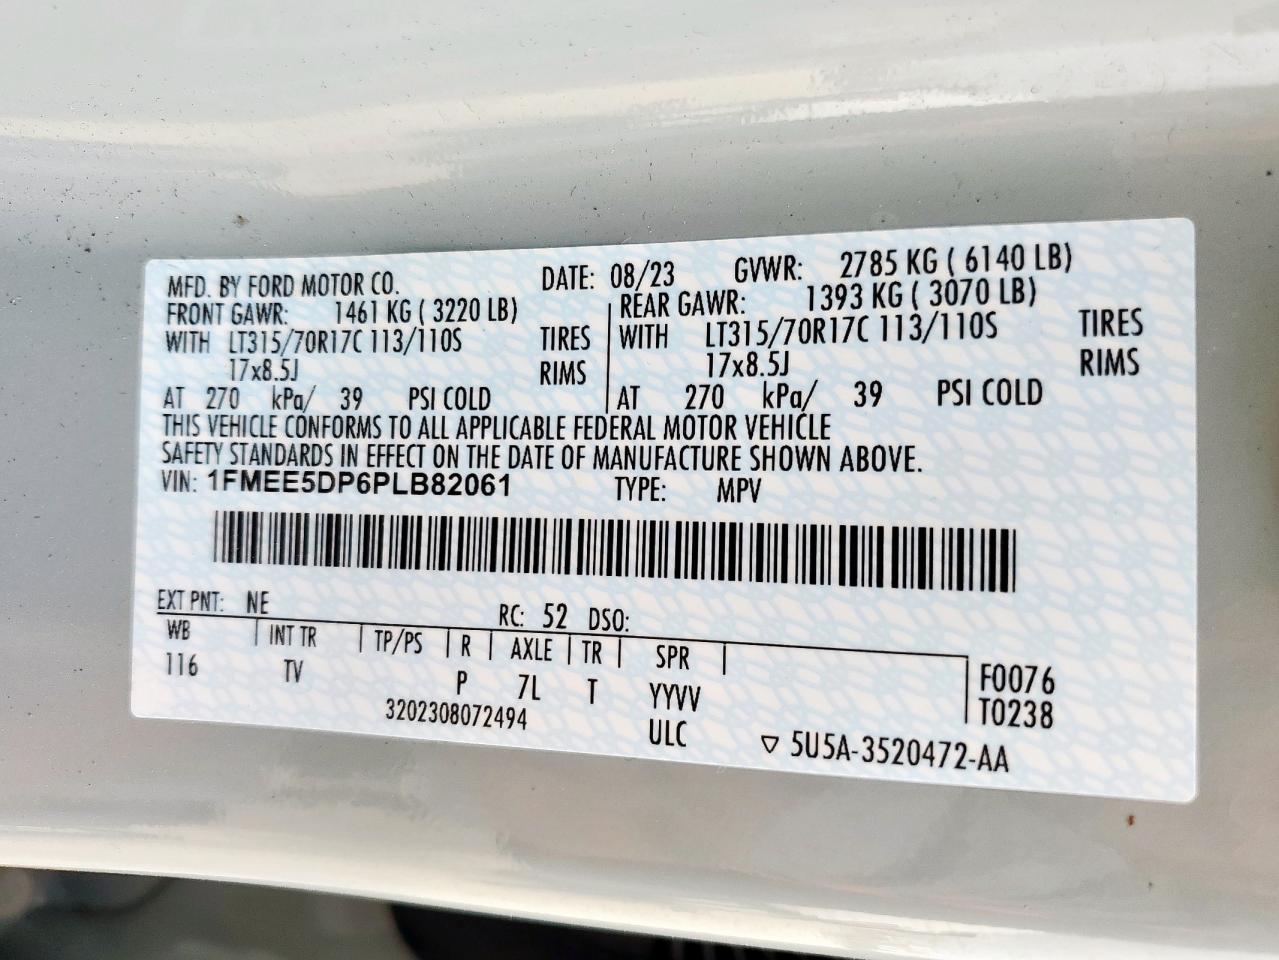 MFD. BY FORD MOTOR CO. DATE: 08/23 GVWR: 2785 KG ( 6140 LB)
FRONT GAWR: 1461 KG ( 3220 LB) REAR GAWR: 1393 KG ( 3070 LB)
WITH LT315/70R17C 113/110S TIRES WITH LT315/70R17C 113/110S TIRES
17x8.5J RIMS 17x8.5J RIMS
AT 270 kPa/ 39 PSI COLD AT 270 kPa/ 39 PSI COLD
THIS VEHICLE CONFORMS TO ALL APPLICABLE FEDERAL MOTOR VEHICLE
SAFETY STANDARDS IN EFFECT ON THE DATE OF MANUFACTURE SHOWN ABOVE.
VIN: 1FMEE5DP6PLB82061 TYPE: MPV
EXT PNT: NE RC: 52 DSO:
WB INT TR TP/PS R AXLE TR SPR
116 TV P 7L T YYVV F0076
3202308072494 ULC T0238
▽ 5U5A-3520472-AA